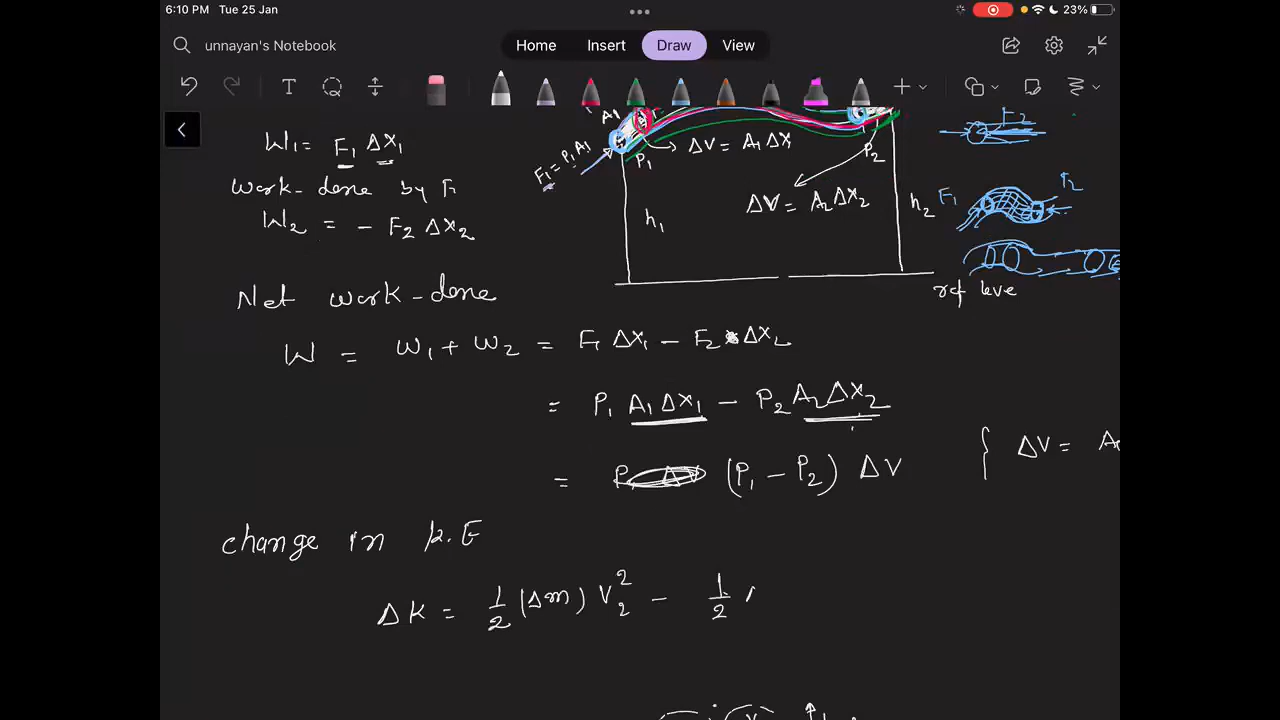 6:10 PM Tue 25 Jan
23%
unnayan's Notebook
Home Insert Draw View
T
W1 = F1 Δx1
work-done by F
W2 = - F2 Δx2
A1
F1 = P1A1
P1
ΔV = A1 Δx
P2
ΔV = A2 Δx2
h1
h2
F2
F1
F2
ref leve
Net work-done
W = W1 + W2 = F1 Δx1 - F2 Δx2
= P1 A1 Δx1 - P2 A2 Δx2
= (P1 - P2) ΔV
{ ΔV = A
change in k.E
ΔK = 1/2 (Δm) V2² - 1/2